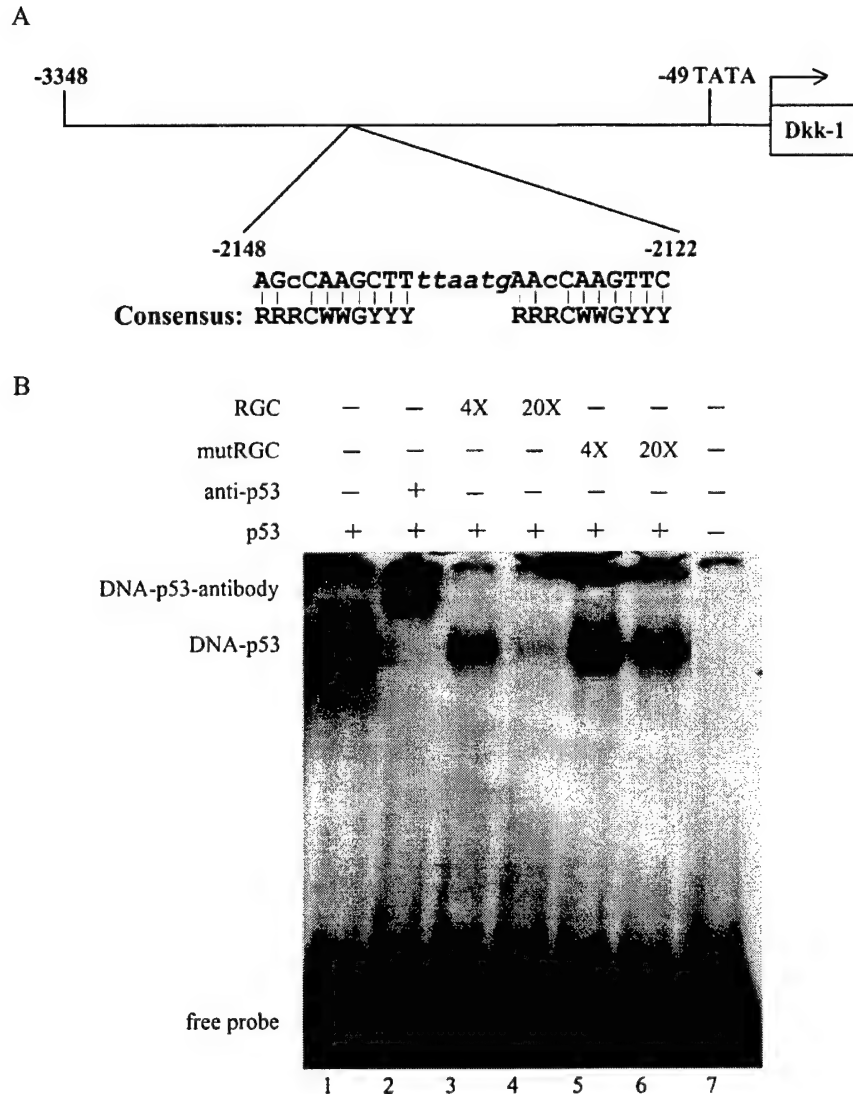 A
-3348
-49 TATA
Dkk-1
-2148
-2122
AGcCAAGCTTttaatgAAcCAAGTTC
Consensus: RRRCWWGYYY RRRCWWGYYY
B
RGC – – 4X 20X – – –
mutRGC – – – – 4X 20X –
anti-p53 – + – – – – –
p53 + + + + + + –
DNA-p53-antibody
DNA-p53
free probe
1 2 3 4 5 6 7